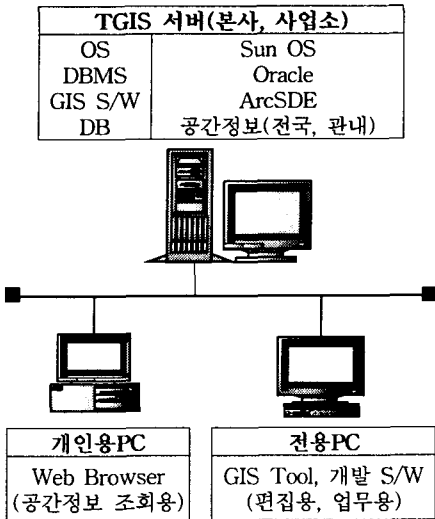 TGIS 서버(본사, 사업소)
OS Sun OS
DBMS Oracle
GIS S/W ArcSDE
DB 공간정보(전국, 관내)
개인용PC 전용PC
Web Browser GIS Tool, 개발 S/W
(공간정보 조회용) (편집용, 업무용)